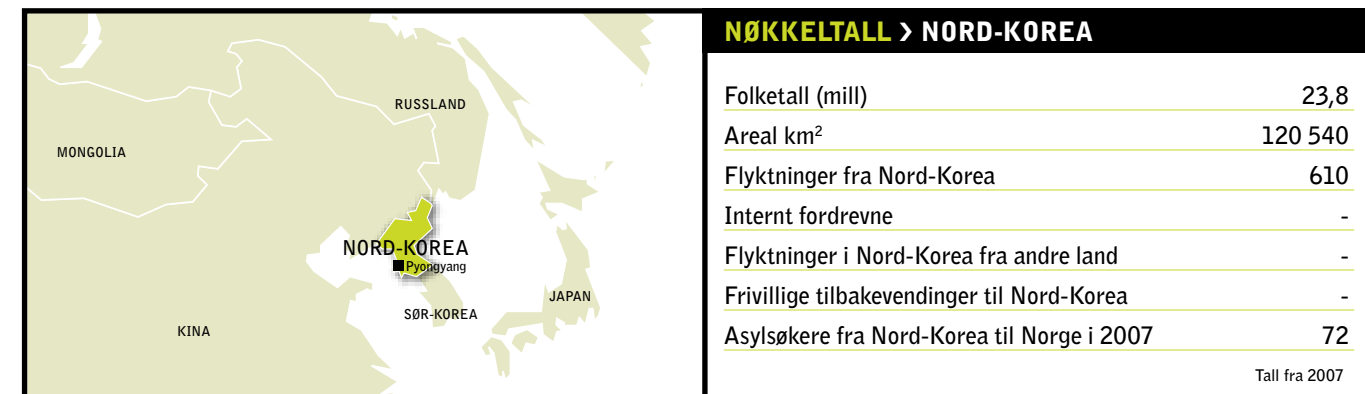 RUSSLAND
MONGOLIA
NORD-KOREA
Pyongyang
JAPAN
SØR-KOREA
KINA
NØKKELTALL › NORD-KOREA
Folketall (mill) 23,8
Areal km² 120 540
Flyktninger fra Nord-Korea 610
Internt fordrevne -
Flyktninger i Nord-Korea fra andre land -
Frivillige tilbakevendinger til Nord-Korea -
Asylsøkere fra Nord-Korea til Norge i 2007 72
Tall fra 2007